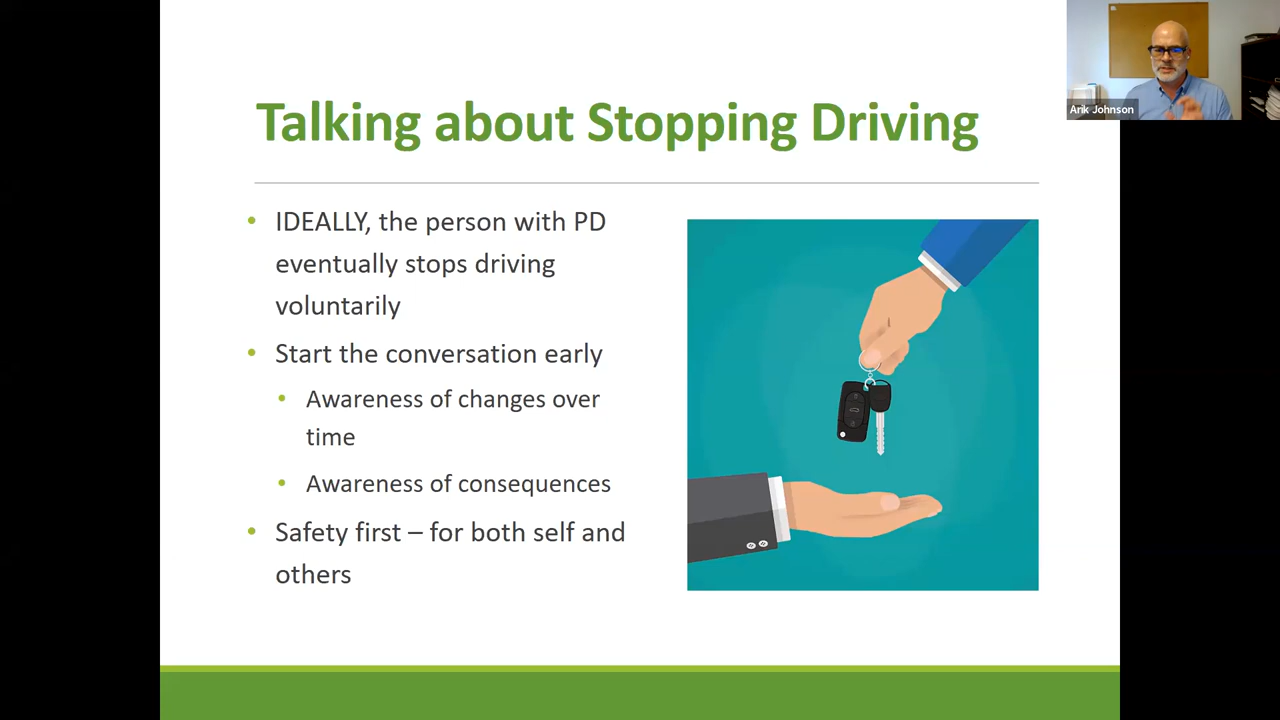 Talking about Stopping Driving
• IDEALLY, the person with PD
eventually stops driving
voluntarily
• Start the conversation early
• Awareness of changes over
time
• Awareness of consequences
• Safety first – for both self and
others
Arik Johnson